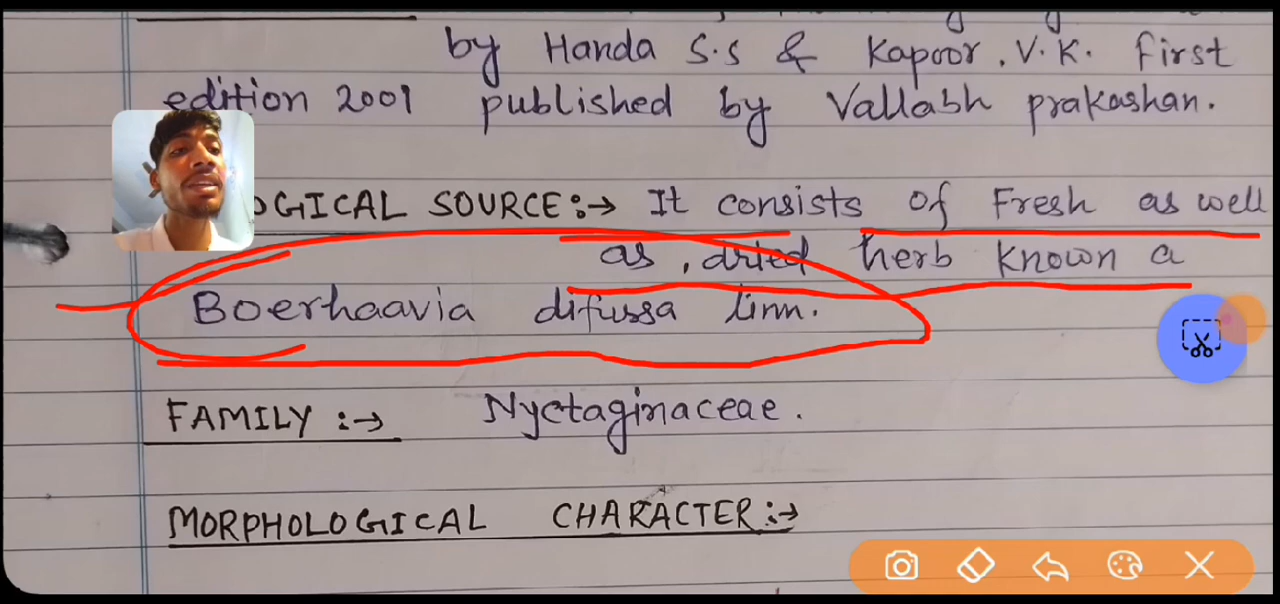 by Handa S.S & Kapoor. V.K. First
edition 2001 published by Vallabh prakashan.
OGICAL SOURCE:→ It consists of Fresh as well
as, dried herb known a
Boerhaavia difussa linn.
FAMILY :→ Nyctaginaceae.
MORPHOLOGICAL CHARACTER:→